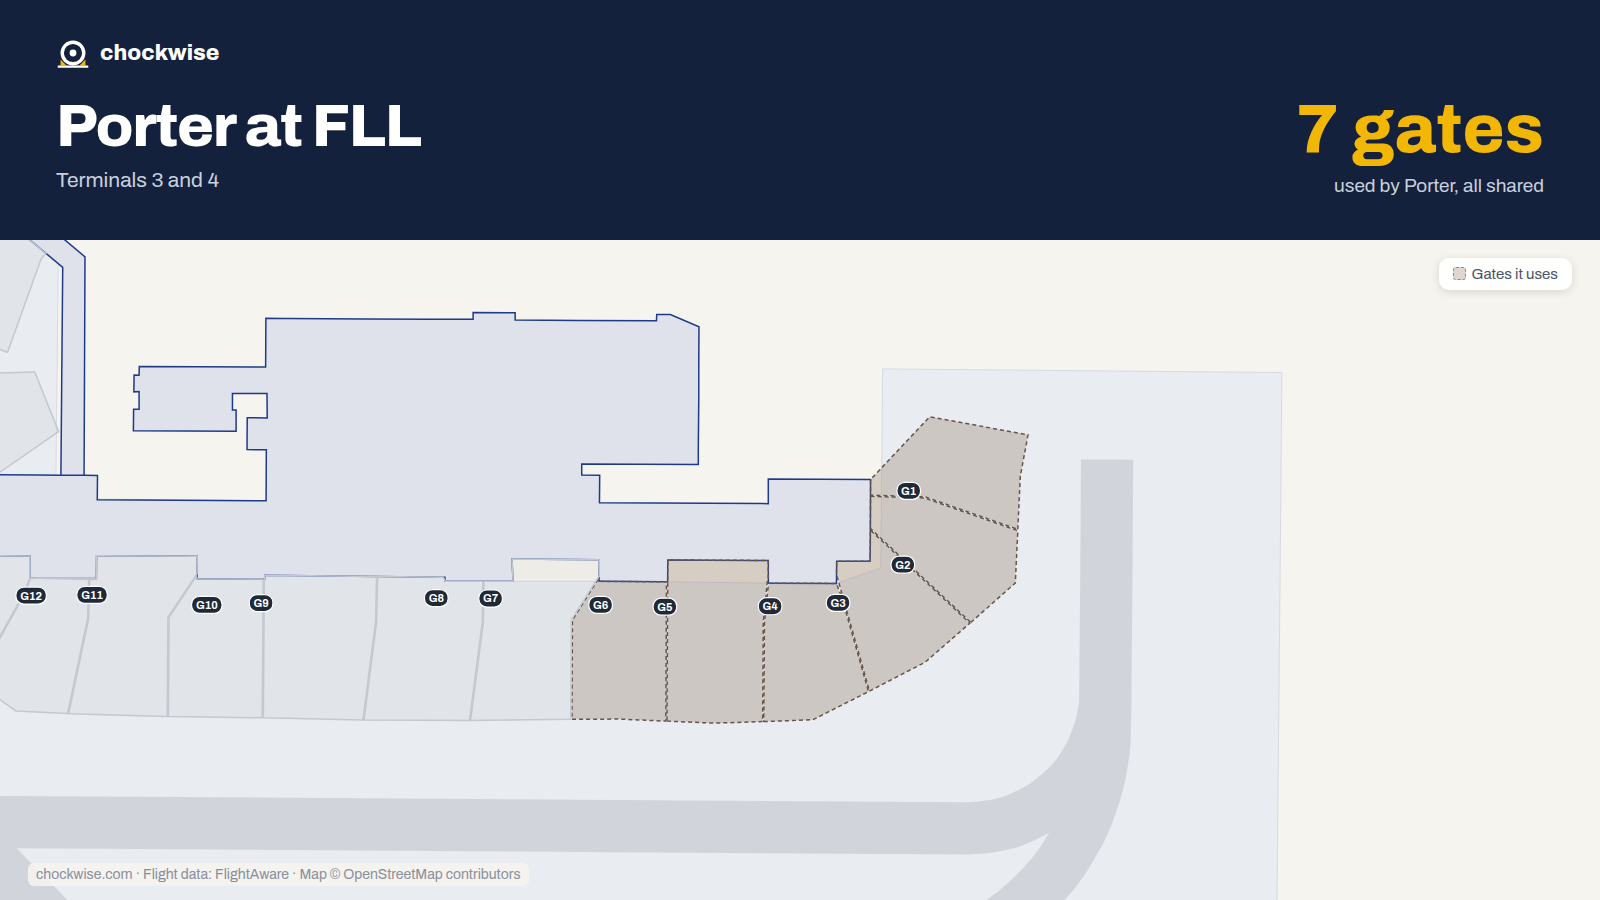 chockwise
Porter at FLL
Terminals 3 and 4
7 gates
used by Porter, all shared
Gates it uses
G1
G2
G12
G11
G10
G9
G8
G7
G6
G5
G4
G3
chockwise.com · Flight data: FlightAware · Map © OpenStreetMap contributors